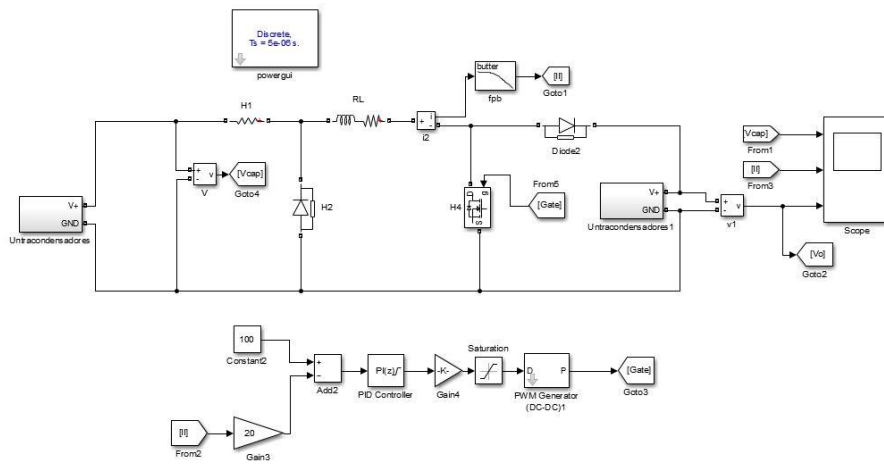 Discrete,
Ts = 5e-06 s.
powergui
butter
fpb
[Il]
Goto1
H1
RL
+
i
-
i2
Diode2
[Vcap]
From1
[Il]
From3
Scope
+
-
v
V
[Vcap]
Goto4
H2
g
D
S
H4
From5
[Gate]
V+
GND
Untracondensadores
V+
GND
Untracondensadores1
+
-
v
v1
[Vo]
Goto2
100
Constant2
+
-
Add2
PI(z)
PID Controller
-K-
Gain4
Saturation
D
P
PWM Generator
(DC-DC)1
[Gate]
Goto3
[Il]
From2
20
Gain3